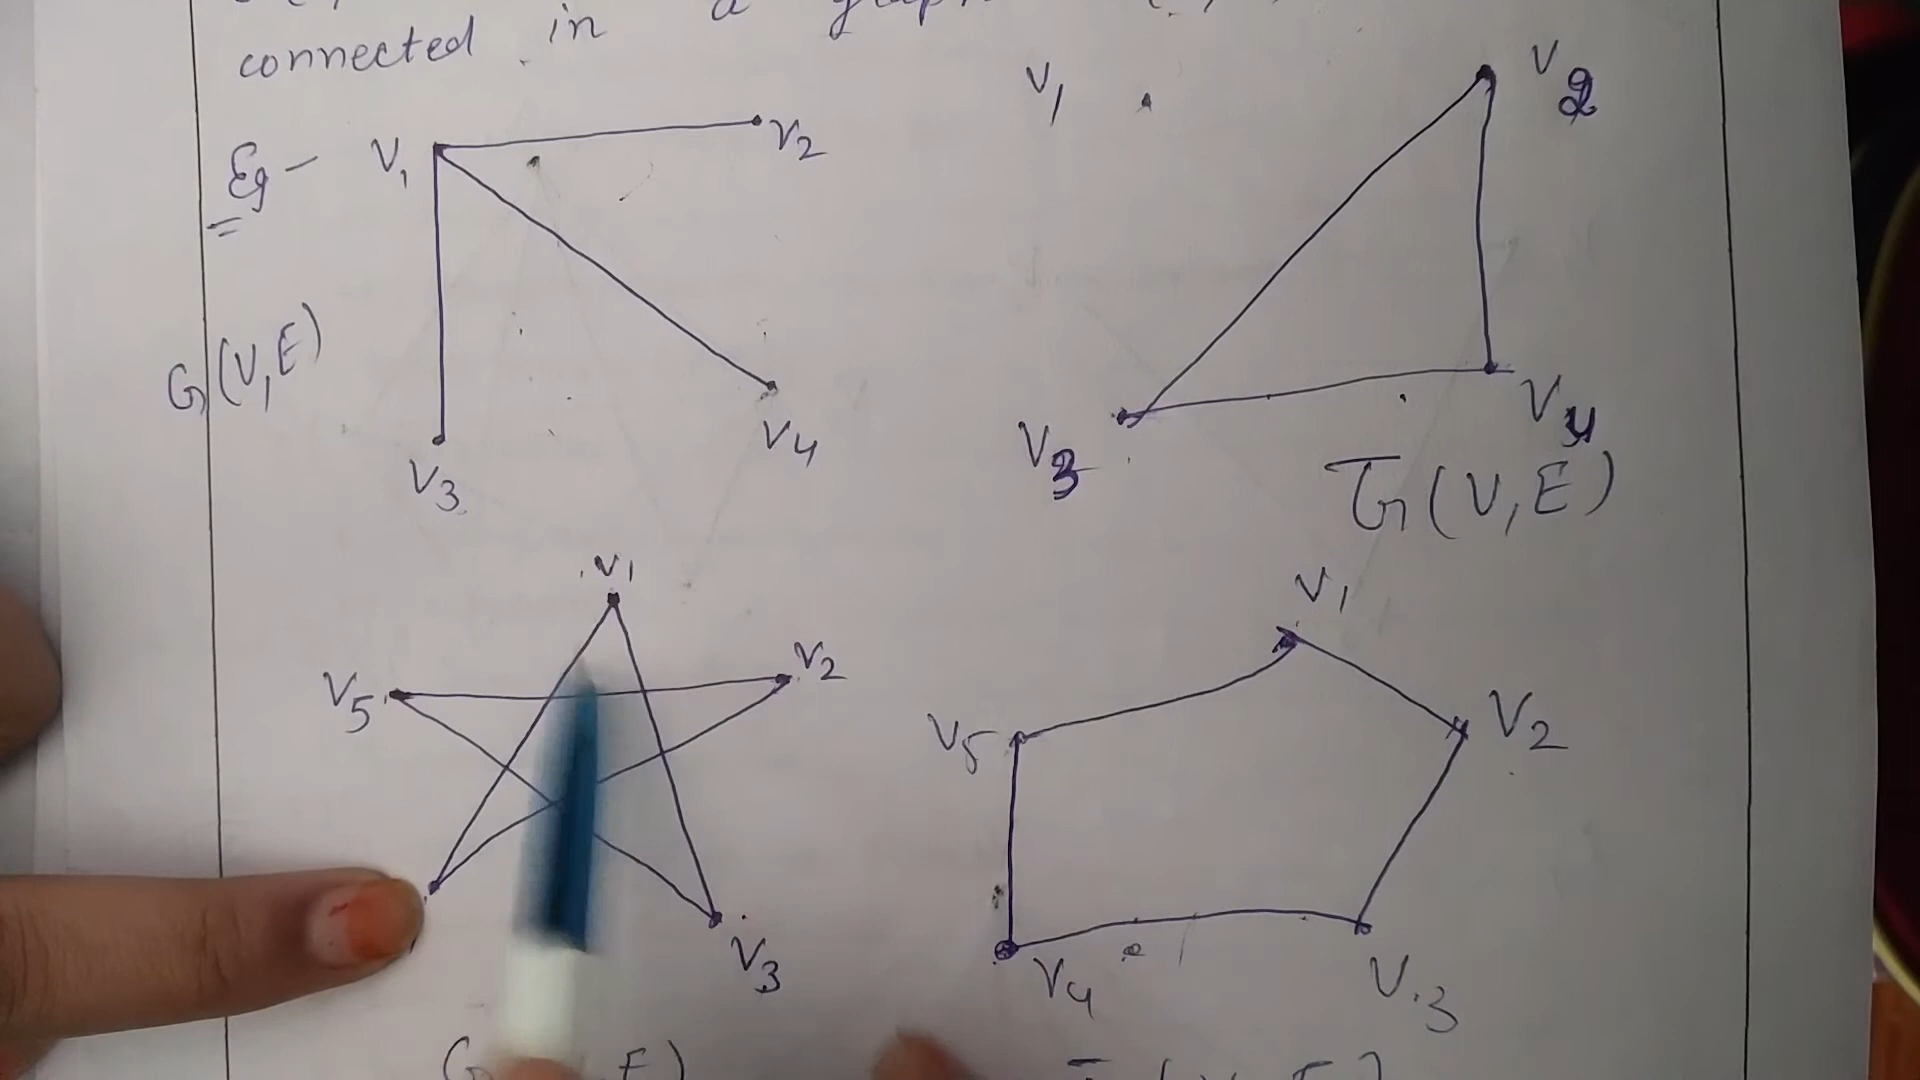 connected in a graph
Eg - V1 V2
V3 V4
G(V,E)
V1 V2
V3 V4
G̅(V,E)
V1
V5 V2
V3
V1
V5 V2
V4 V3